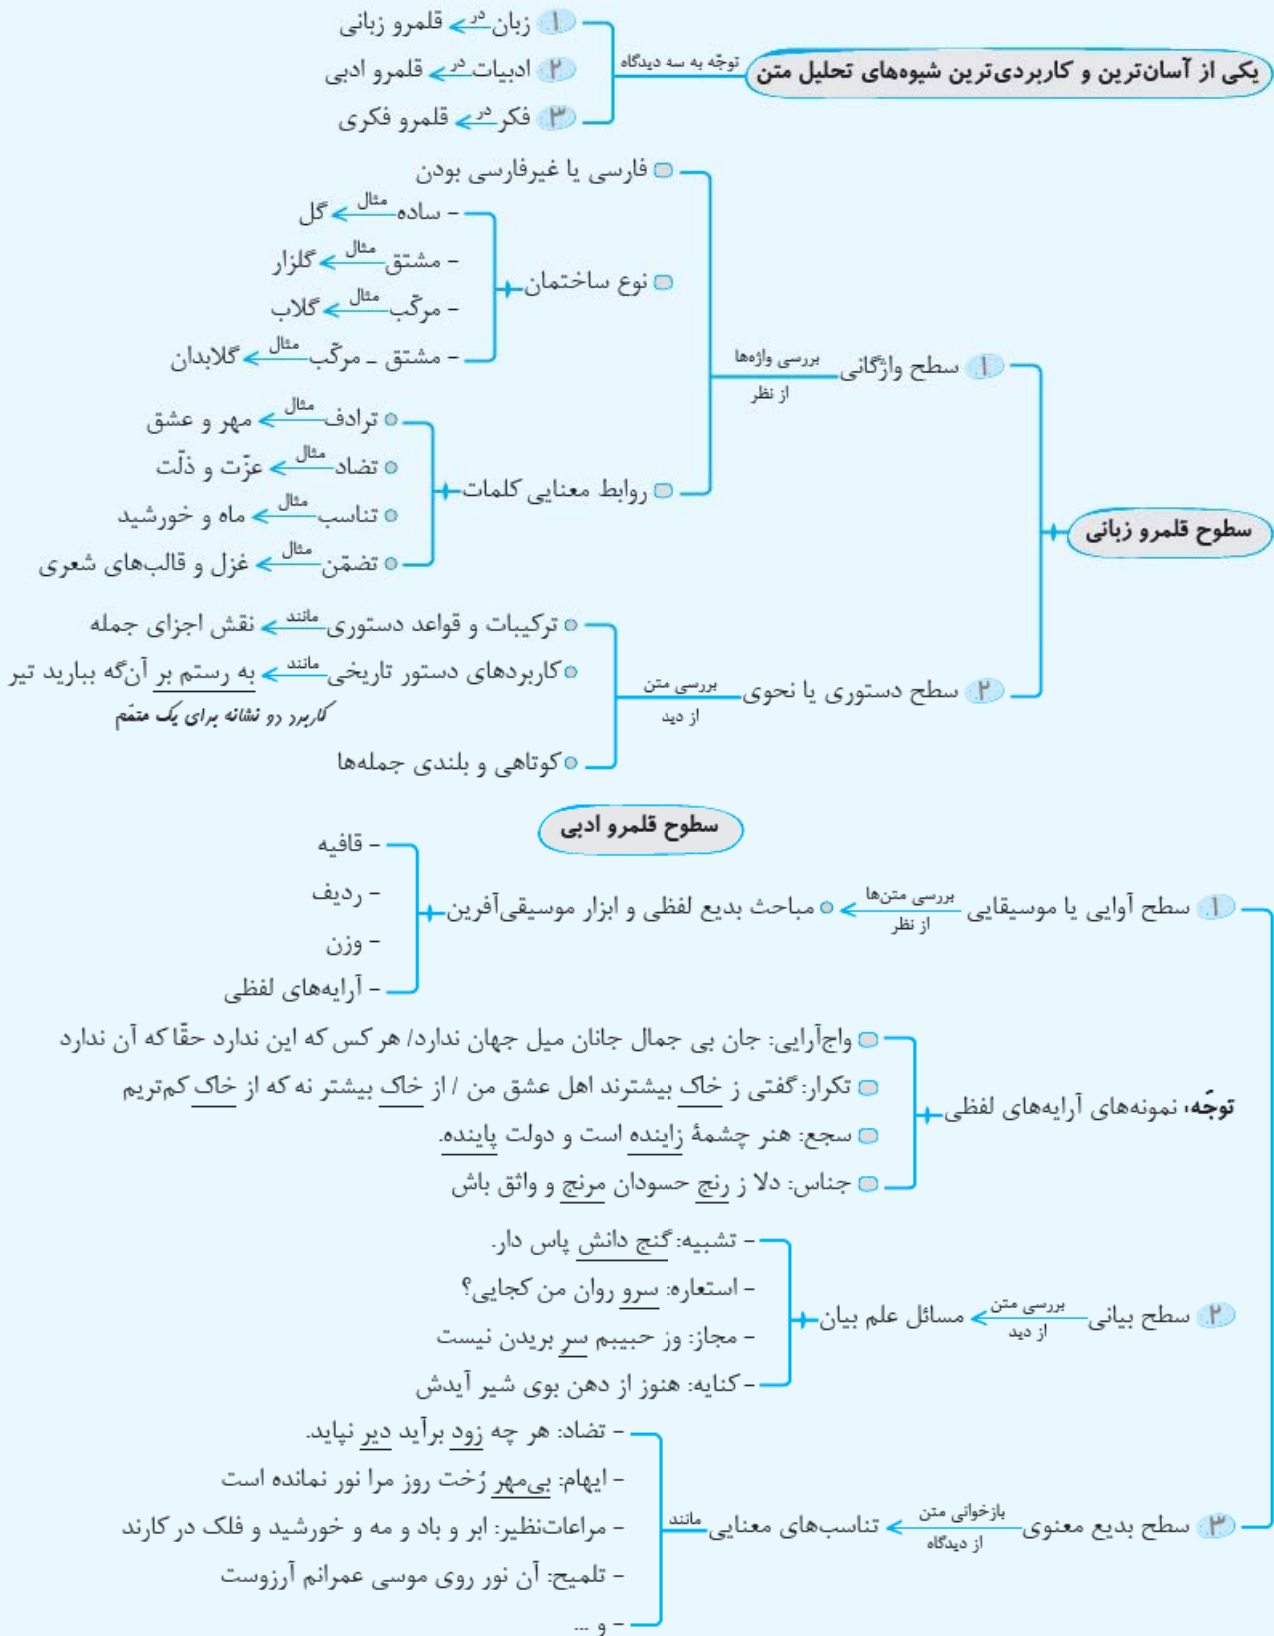 یکی از آسان‌ترین و کاربردی‌ترین شیوه‌های تحلیل متن
توجّه به سه دیدگاه
۱ زبان در قلمرو زبانی
۲ ادبیات در قلمرو ادبی
۳ فکر در قلمرو فکری
سطوح قلمرو زبانی
۱ سطح واژگانی بررسی واژه‌ها از نظر
فارسی یا غیرفارسی بودن
نوع ساختمان
- ساده مثال گل
- مشتق مثال گلزار
- مرکّب مثال گلاب
- مشتق ـ مرکّب مثال گلابدان
روابط معنایی کلمات
ترادف مثال مهر و عشق
تضاد مثال عزّت و ذلّت
تناسب مثال ماه و خورشید
تضمّن مثال غزل و قالب‌های شعری
۲ سطح دستوری یا نحوی بررسی متن از دید
ترکیبات و قواعد دستوری مانند نقش اجزای جمله
کاربردهای دستور تاریخی مانند به رستم بر آن‌گه ببارید تیر
کاربرد دو نشانه برای یک متمّم
کوتاهی و بلندی جمله‌ها
سطوح قلمرو ادبی
۱ سطح آوایی یا موسیقایی بررسی متن‌ها از نظر مباحث بدیع لفظی و ابزار موسیقی‌آفرین
- قافیه
- ردیف
- وزن
- آرایه‌های لفظی
توجّه: نمونه‌های آرایه‌های لفظی
واج‌آرایی: جان بی جمال جانان میل جهان ندارد/ هر کس که این ندارد حقّا که آن ندارد
تکرار: گفتی ز خاک بیشترند اهل عشق من / از خاک بیشتر نه که از خاک کم‌تریم
سجع: هنر چشمهٔ زاینده است و دولت پاینده.
جناس: دلا ز رنج حسودان مرنج و واثق باش
۲ سطح بیانی بررسی متن از دید مسائل علم بیان
- تشبیه: گنج دانش پاس دار.
- استعاره: سرو روان من کجایی؟
- مجاز: وز حبیبم سر بریدن نیست
- کنایه: هنوز از دهن بوی شیر آیدش
۳ سطح بدیع معنوی بازخوانی متن از دیدگاه تناسب‌های معنایی مانند
- تضاد: هر چه زود برآید دیر نپاید.
- ایهام: بی‌مهر رُخت روز مرا نور نمانده است
- مراعات‌نظیر: ابر و باد و مه و خورشید و فلک در کارند
- تلمیح: آن نور روی موسی عمرانم آرزوست
- و ...